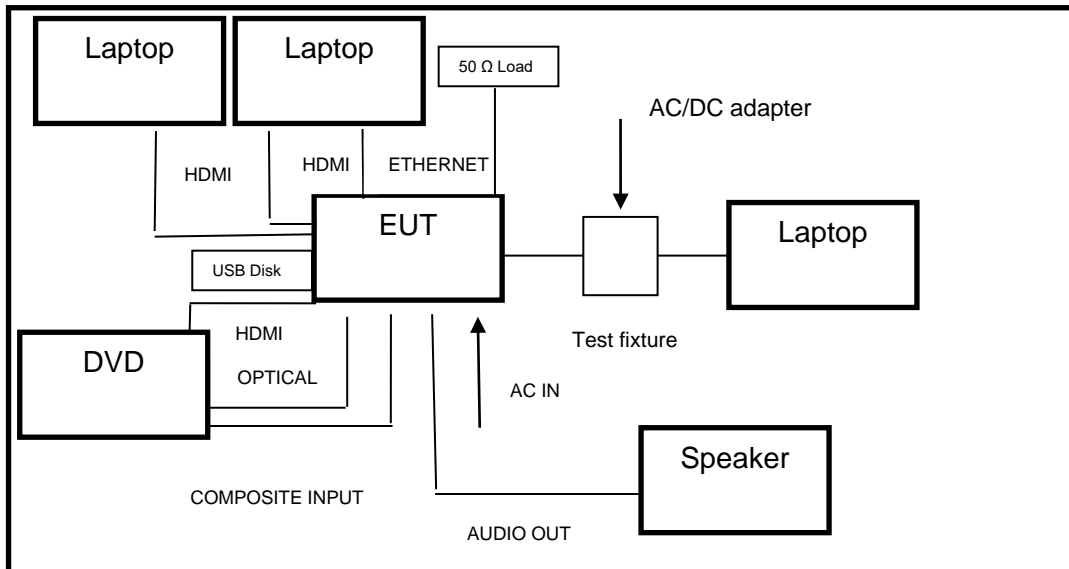 Laptop
Laptop
50 Ω Load
AC/DC adapter
HDMI
HDMI
ETHERNET
EUT
Laptop
USB Disk
HDMI
Test fixture
DVD
OPTICAL
AC IN
Speaker
COMPOSITE INPUT
AUDIO OUT